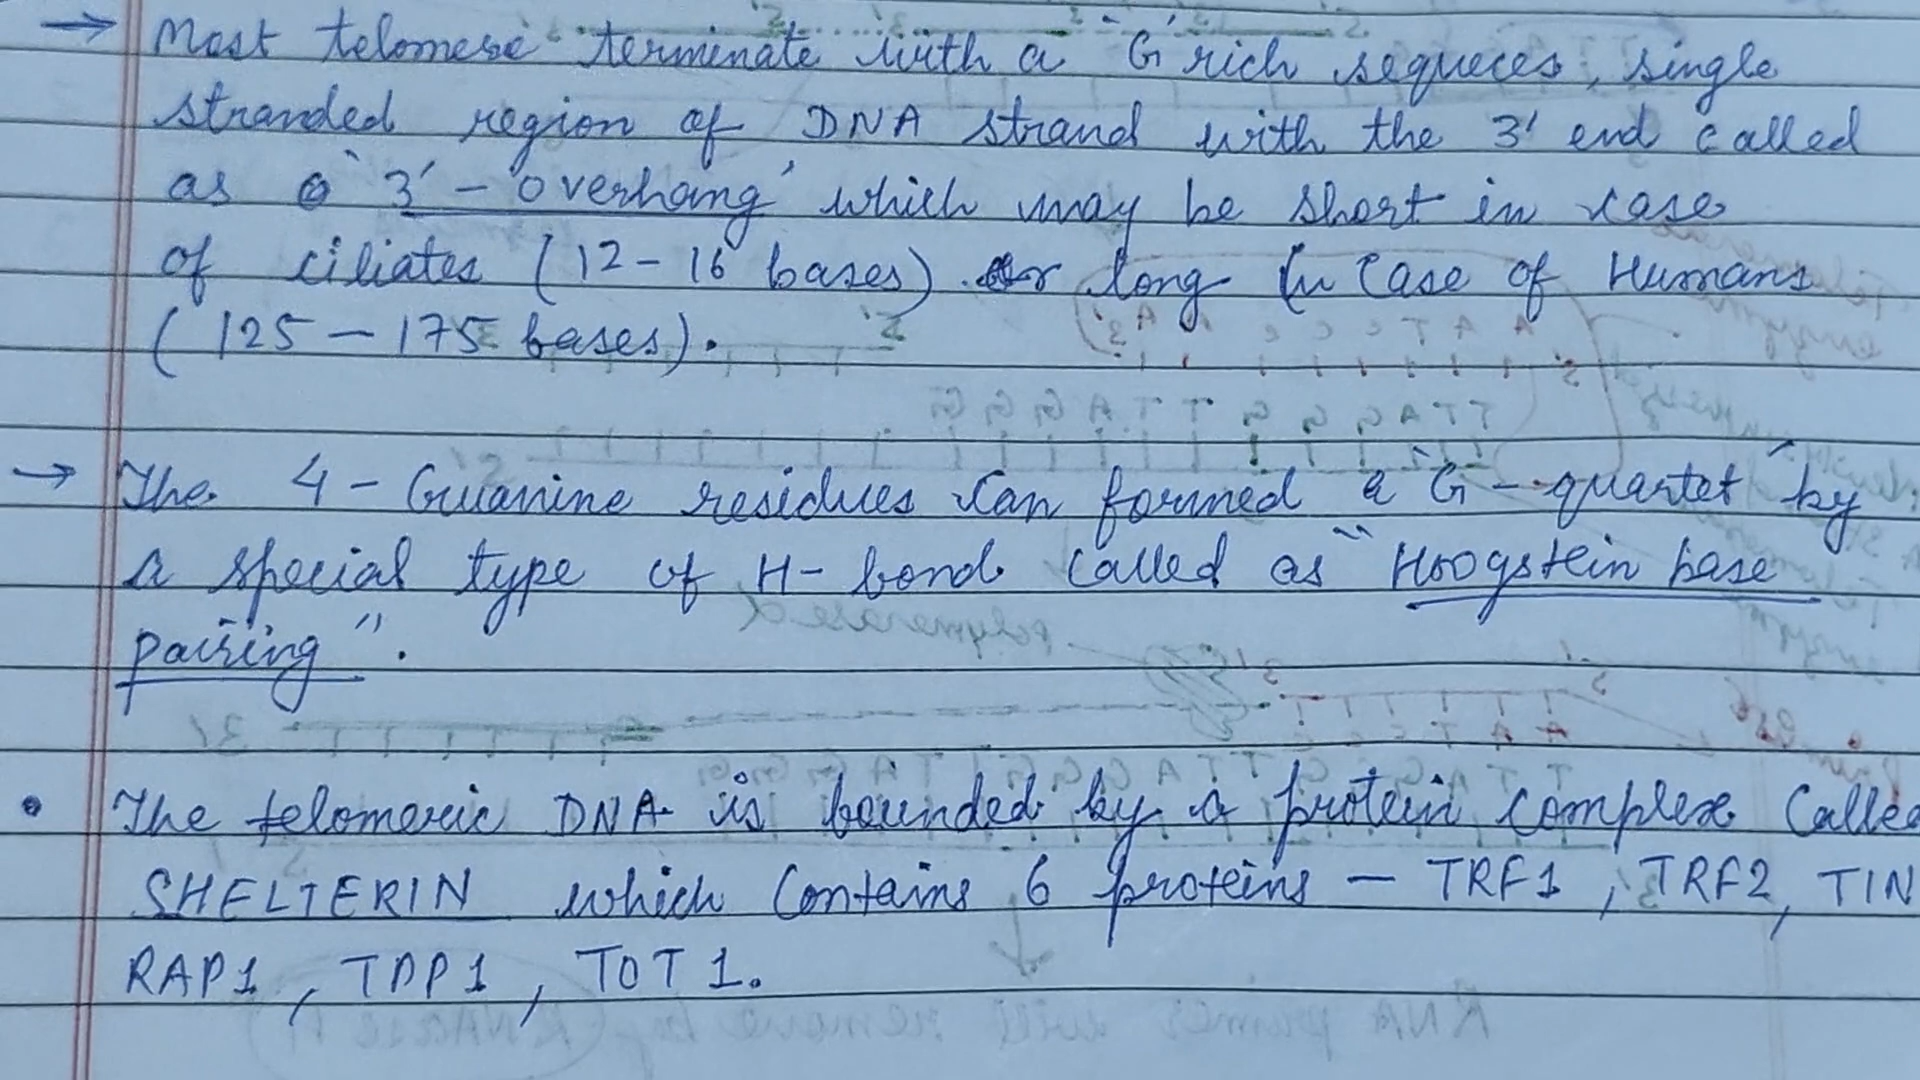 → Most telomere terminate with a G rich sequeces, single
stranded region of DNA strand with the 3' end called
as a '3' - overhang' which may be short in case
of ciliates (12-16 bases) or long in case of Humans
(125 - 175 bases).
→ The 4 - Guanine residues can formed a "G - quartet" by
a special type of H- bond called as "Hoogstein base
pairing".
• The telomeric DNA is bounded by a protein complex Called
SHELTERIN which Contains 6 proteins - TRF1, TRF2, TIN
RAP1, TPP1, TOT1.